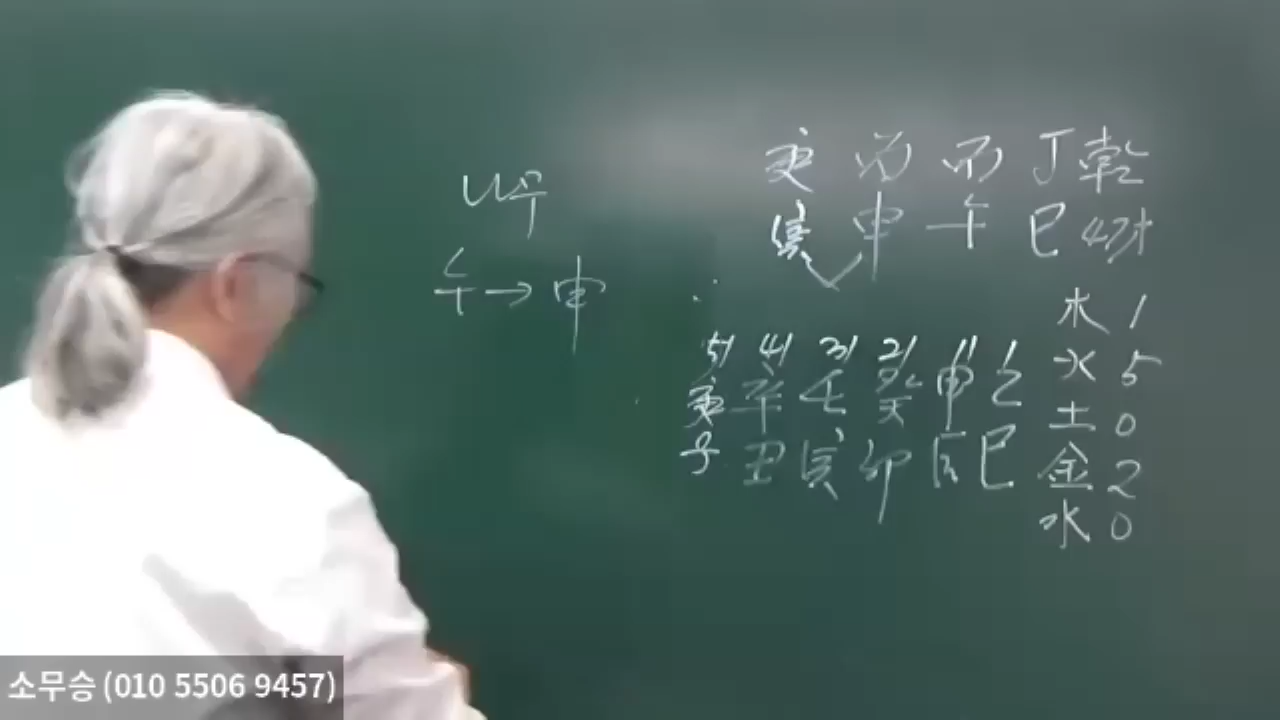 庚 丙 丙 丁 乾
寅 申 午 巳 47才
木 1
火 5
土 0
金 2
水 0
51 41 31 21 11 1
庚 辛 壬 癸 甲 乙
子 丑 寅 卯 辰 巳
午→申
소무승 (010 5506 9457)